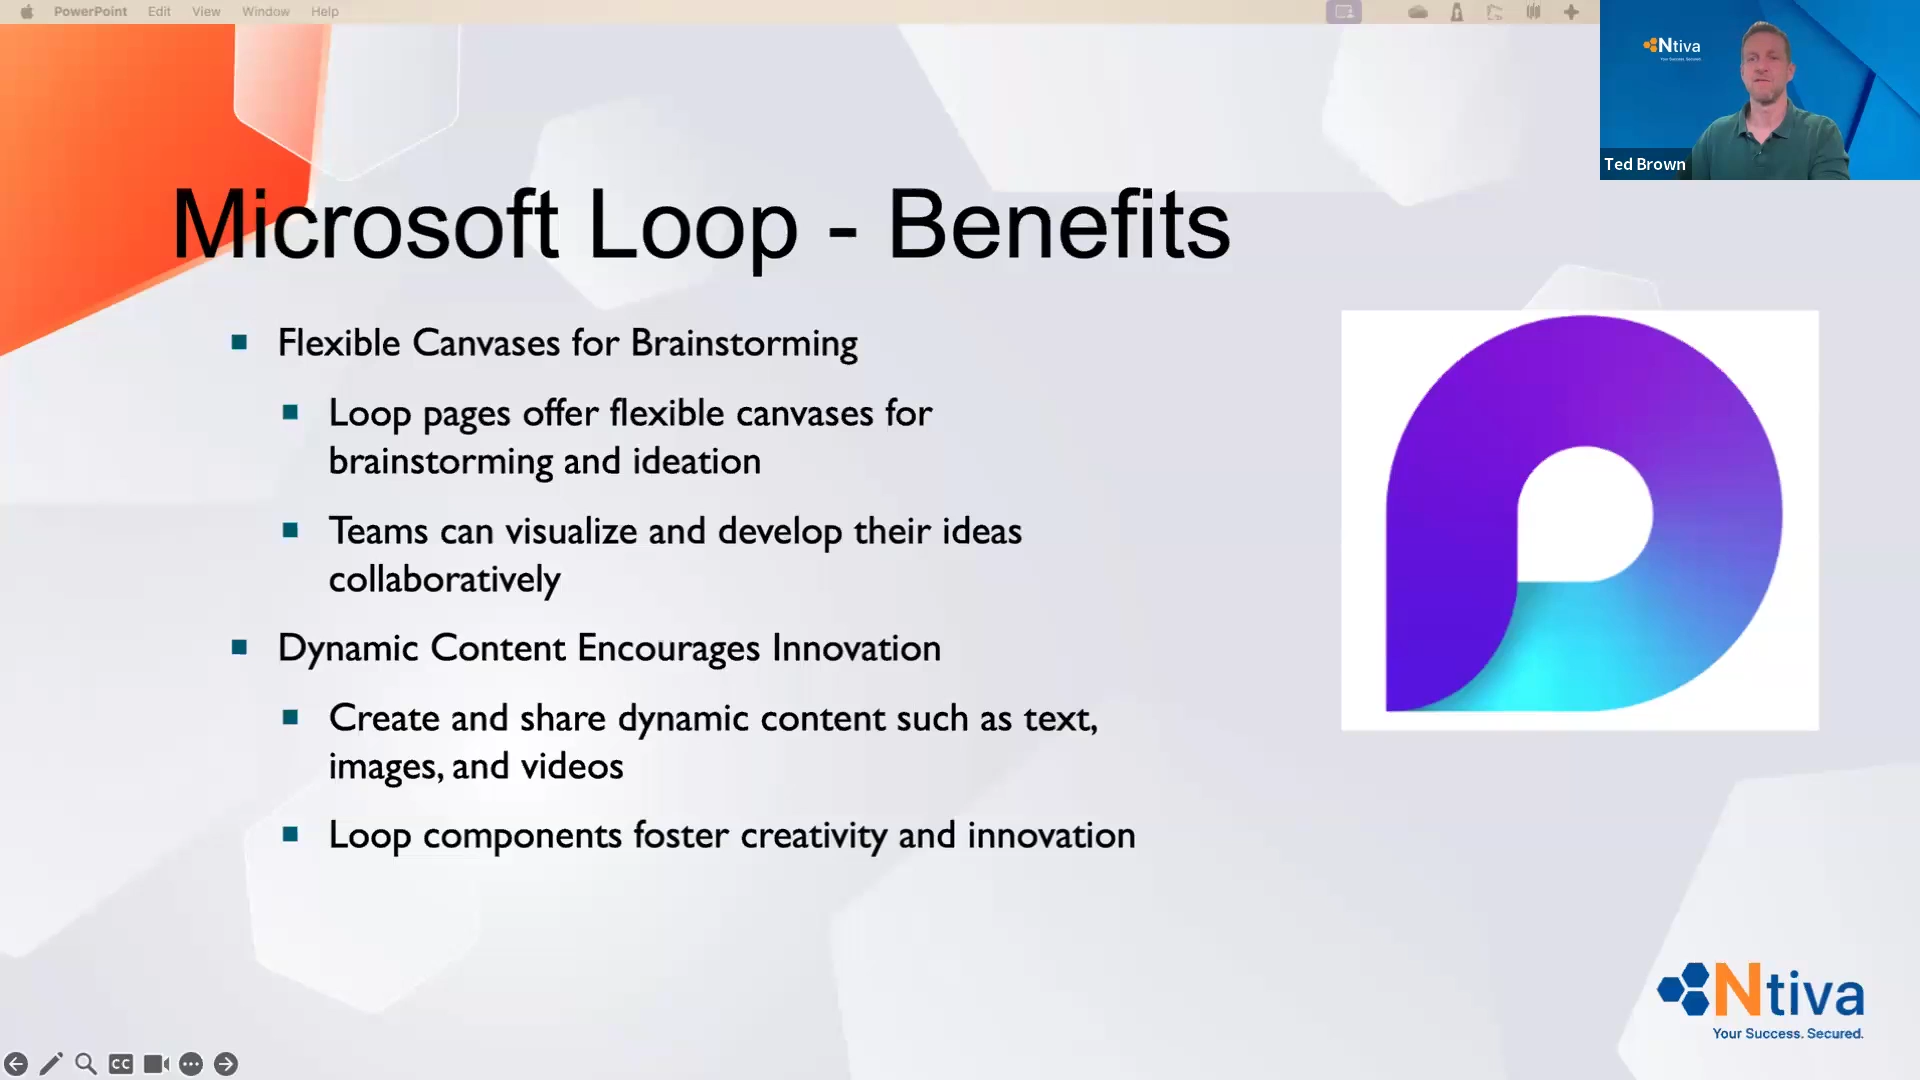 PowerPoint Edit View Window Help
Ntiva
Your Success. Secured.
Ted Brown
Microsoft Loop - Benefits
Flexible Canvases for Brainstorming
Loop pages offer flexible canvases for
brainstorming and ideation
Teams can visualize and develop their ideas
collaboratively
Dynamic Content Encourages Innovation
Create and share dynamic content such as text,
images, and videos
Loop components foster creativity and innovation
Ntiva
Your Success. Secured.
CC